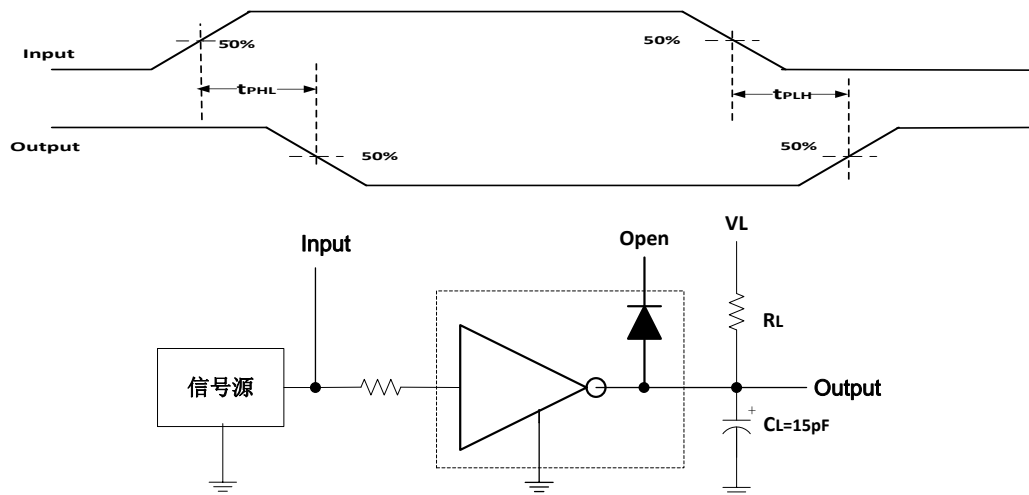 50%
50%
Input
tPHL
tPLH
Output
50%
50%
VL
Input
Open
RL
信号源
Output
CL=15pF